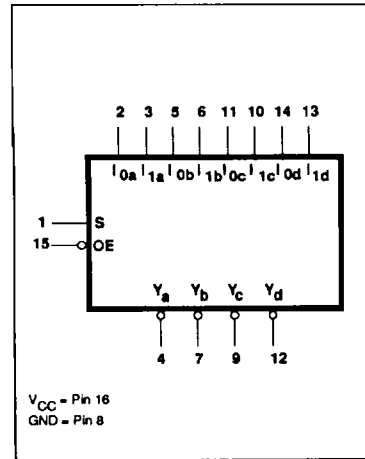 2 3 5 6 11 10 14 13
I0a I1a I0b I1b I0c I1c I0d I1d
1 S
15 OE
Ya Yb Yc Yd
4 7 9 12
VCC = Pin 16
GND = Pin 8